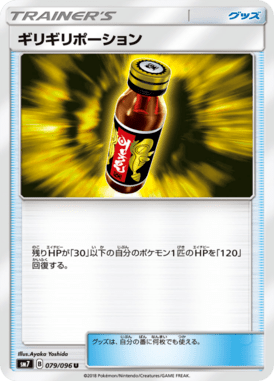 TRAINER'S
グッズ
ギリギリポーション
残りHPが「30」以下の自分のポケモン1匹のHPを「120」
回復する。
Illus.Ayaka Yoshida
sm7 B 079/096 U
グッズは、自分の番に何枚でも使える。
©2018 Pokémon/Nintendo/Creatures/GAME FREAK.